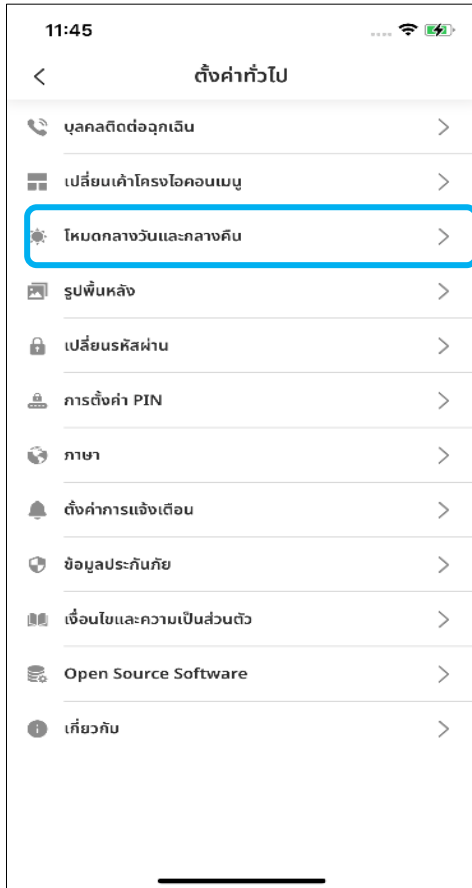 11:45
ตั้งค่าทั่วไป
บุคคลติดต่อฉุกเฉิน
เปลี่ยนเค้าโครงไอคอนเมนู
โหมดกลางวันและกลางคืน
รูปพื้นหลัง
เปลี่ยนรหัสผ่าน
การตั้งค่า PIN
ภาษา
ตั้งค่าการแจ้งเตือน
ข้อมูลประกันภัย
เงื่อนไขและความเป็นส่วนตัว
Open Source Software
เกี่ยวกับ